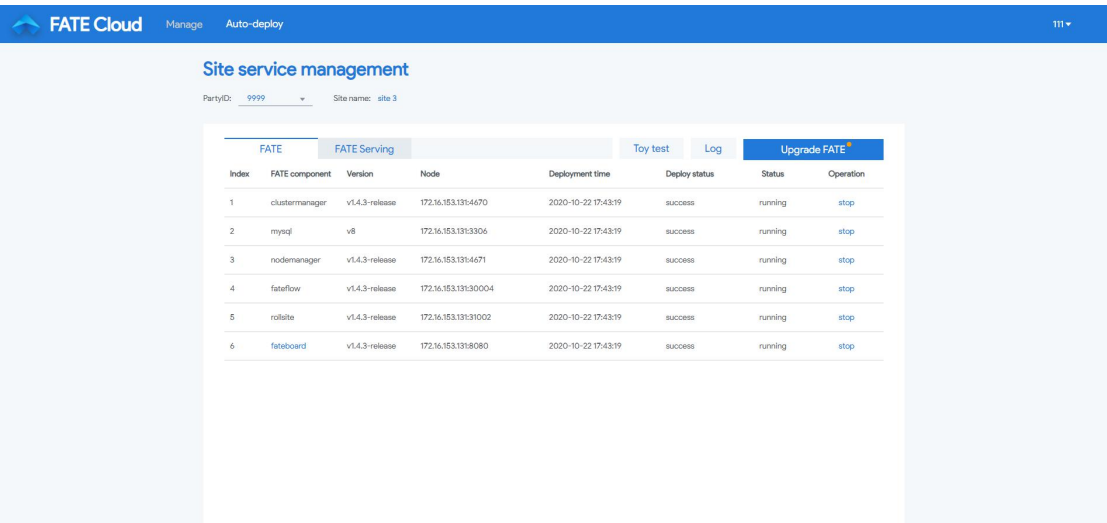 FATE Cloud Manage Auto-deploy 111
Site service management
PartyID: 9999 Site name: site 3
FATE FATE Serving Toy test Log Upgrade FATE
Index FATE component Version Node Deployment time Deploy status Status Operation
1 clustermanager v1.4.3-release 172.16.153.131:4670 2020-10-22 17:43:19 success running stop
2 mysql v8 172.16.153.131:3306 2020-10-22 17:43:19 success running stop
3 nodemanager v1.4.3-release 172.16.153.131:4671 2020-10-22 17:43:19 success running stop
4 fateflow v1.4.3-release 172.16.153.131:30004 2020-10-22 17:43:19 success running stop
5 rollsite v1.4.3-release 172.16.153.131:31002 2020-10-22 17:43:19 success running stop
6 fateboard v1.4.3-release 172.16.153.131:8080 2020-10-22 17:43:19 success running stop